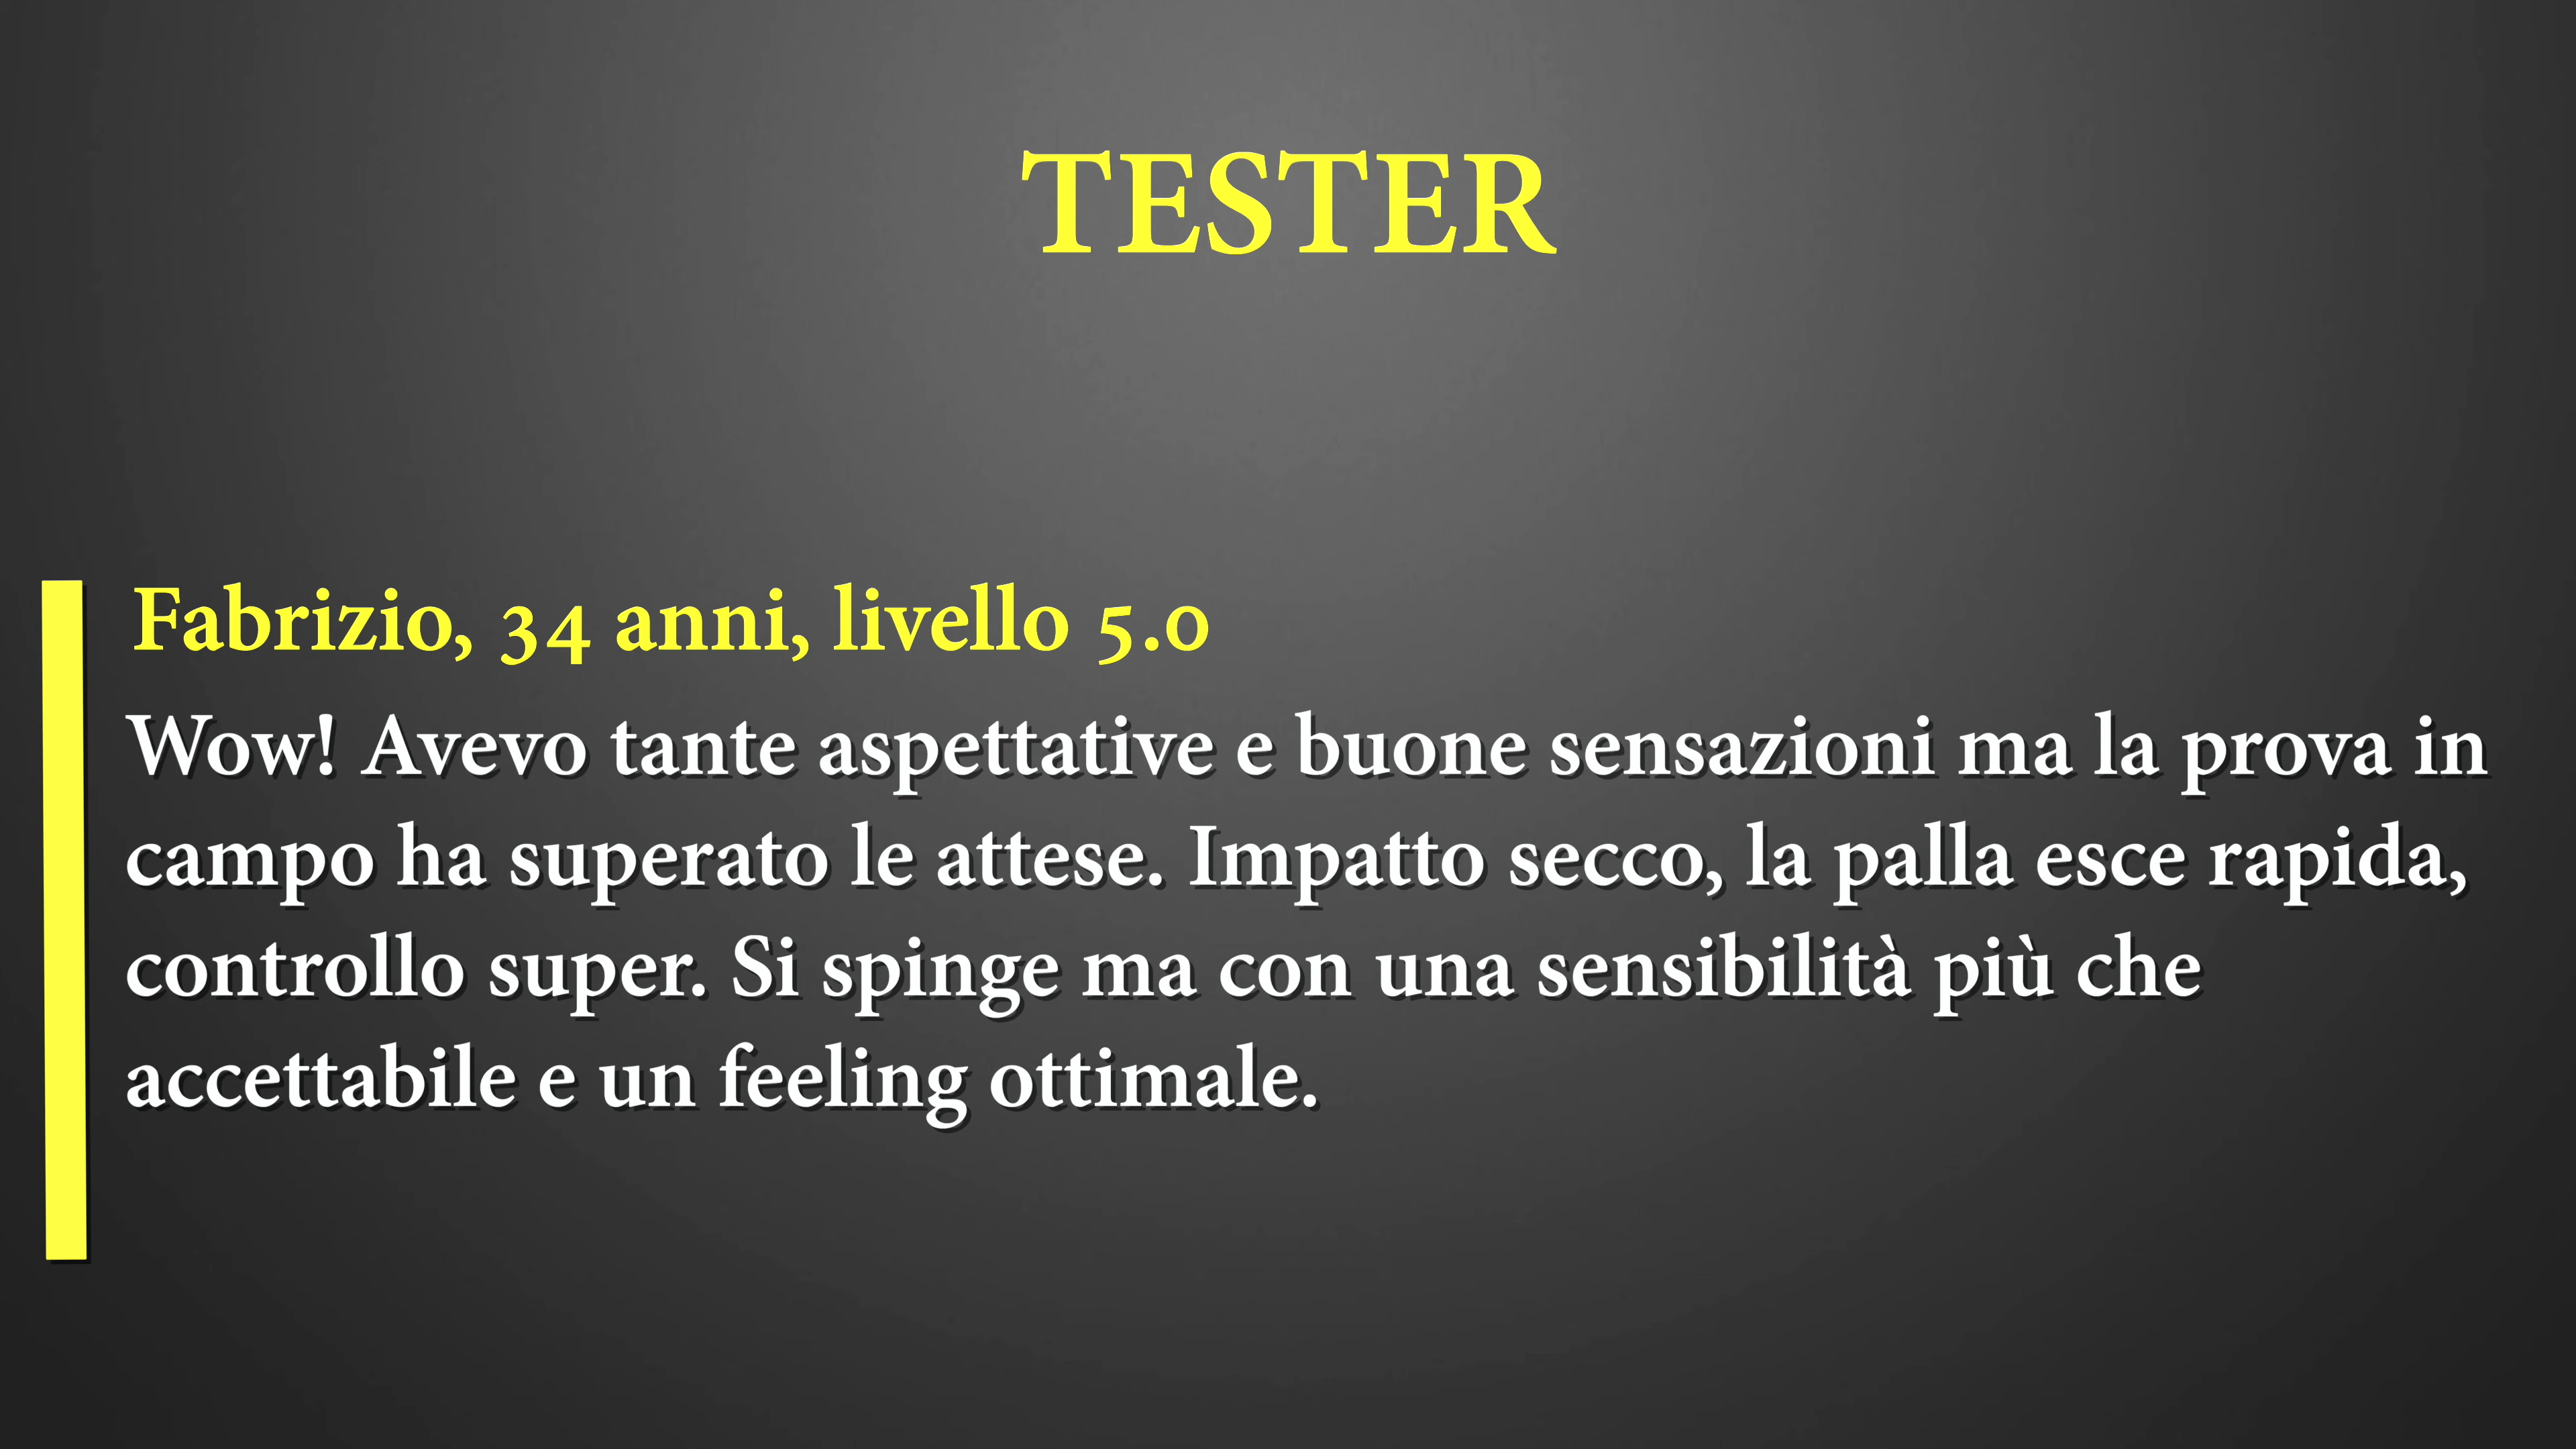 TESTER
Fabrizio, 34 anni, livello 5.0
Wow! Avevo tante aspettative e buone sensazioni ma la prova in
campo ha superato le attese. Impatto secco, la palla esce rapida,
controllo super. Si spinge ma con una sensibilità più che
accettabile e un feeling ottimale.